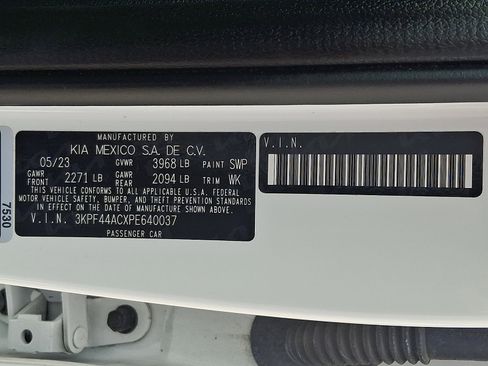 MANUFACTURED BY
KIA MEXICO S.A. DE C.V.
05/23 GVWR 3968 LB PAINT SWP
GAWR FRONT 2271 LB GAWR REAR 2094 LB TRIM WK
THIS VEHICLE CONFORMS TO ALL APPLICABLE U.S.A. FEDERAL
MOTOR VEHICLE SAFETY, BUMPER, AND THEFT PREVENTION
STANDARDS IN EFFECT ON THE DATE OF MANUFACTURE SHOWN ABOVE.
V.I.N. 3KPF44ACXPE640037
PASSENGER CAR
V.I.N.
7530